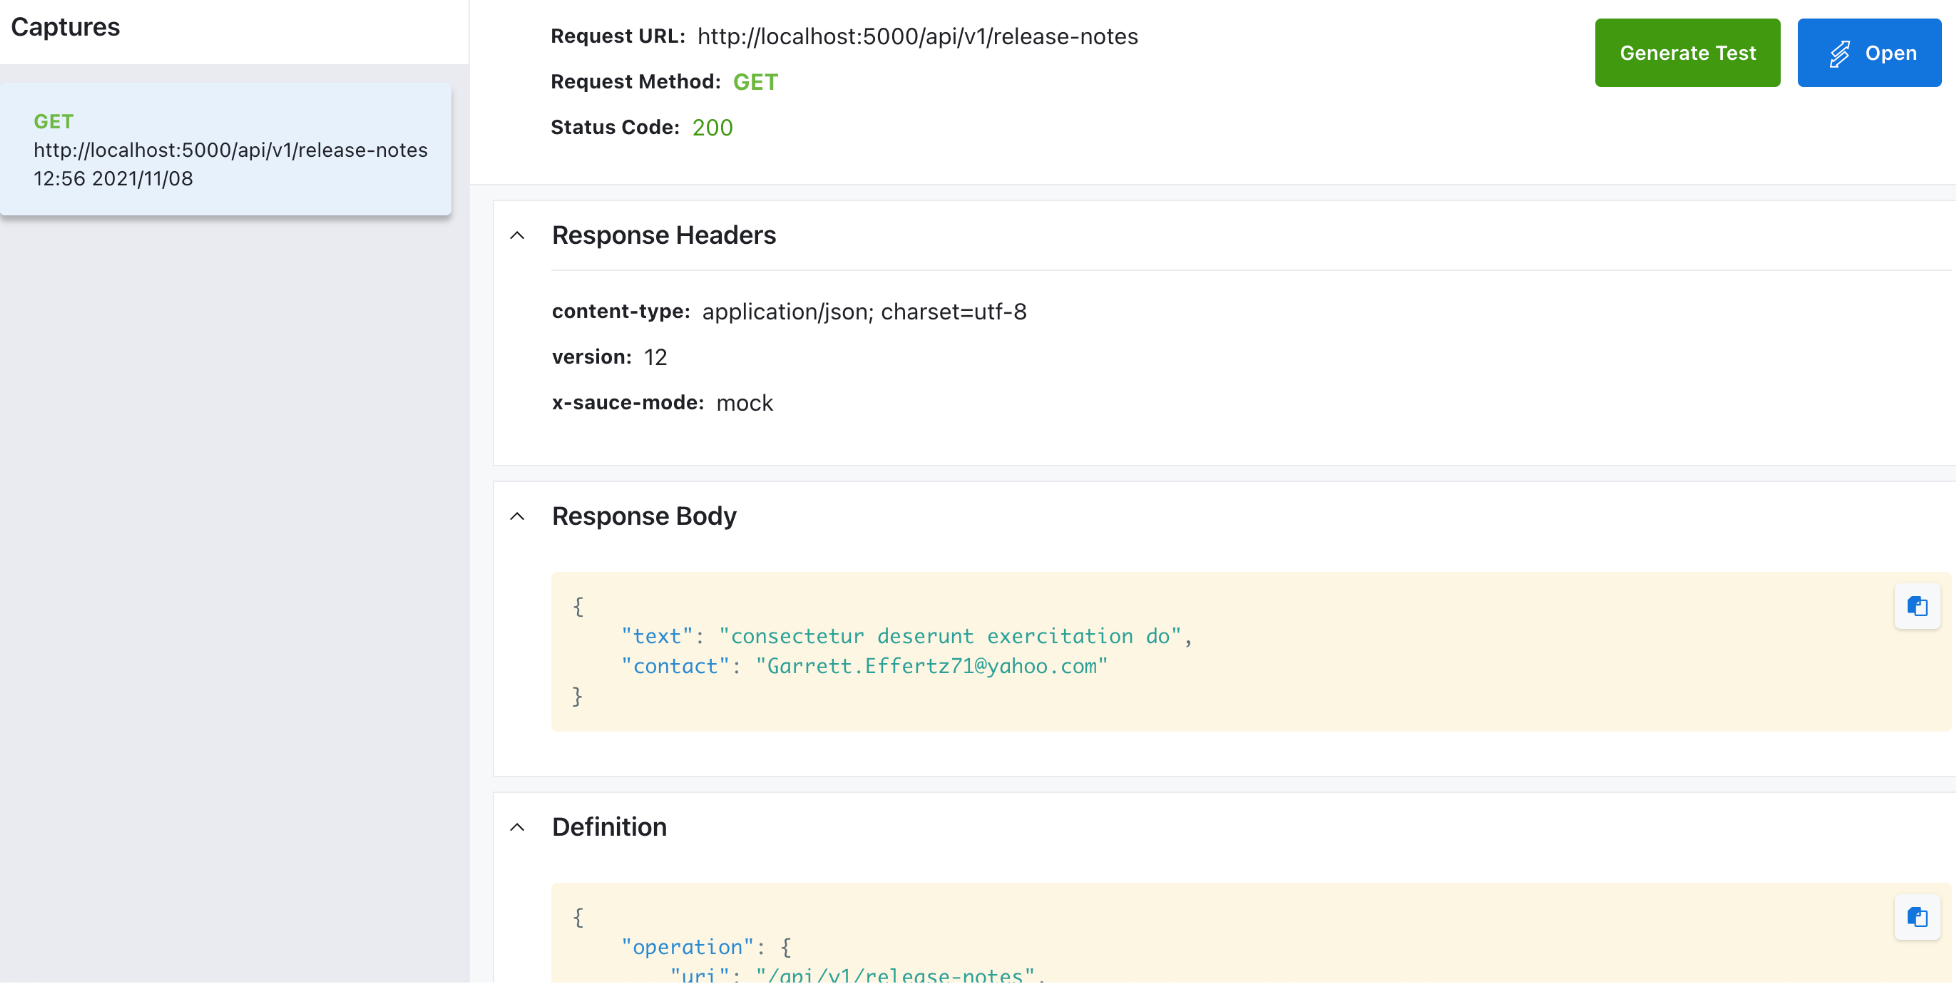 Captures
GET
http://localhost:5000/api/v1/release-notes
12:56 2021/11/08
Request URL: http://localhost:5000/api/v1/release-notes
Request Method: GET
Status Code: 200
Generate Test
Open
Response Headers
content-type: application/json; charset=utf-8
version: 12
x-sauce-mode: mock
Response Body
{
"text": "consectetur deserunt exercitation do",
"contact": "Garrett.Effertz71@yahoo.com"
}
Definition
{
"operation": {
"uri": "/api/v1/release-notes",